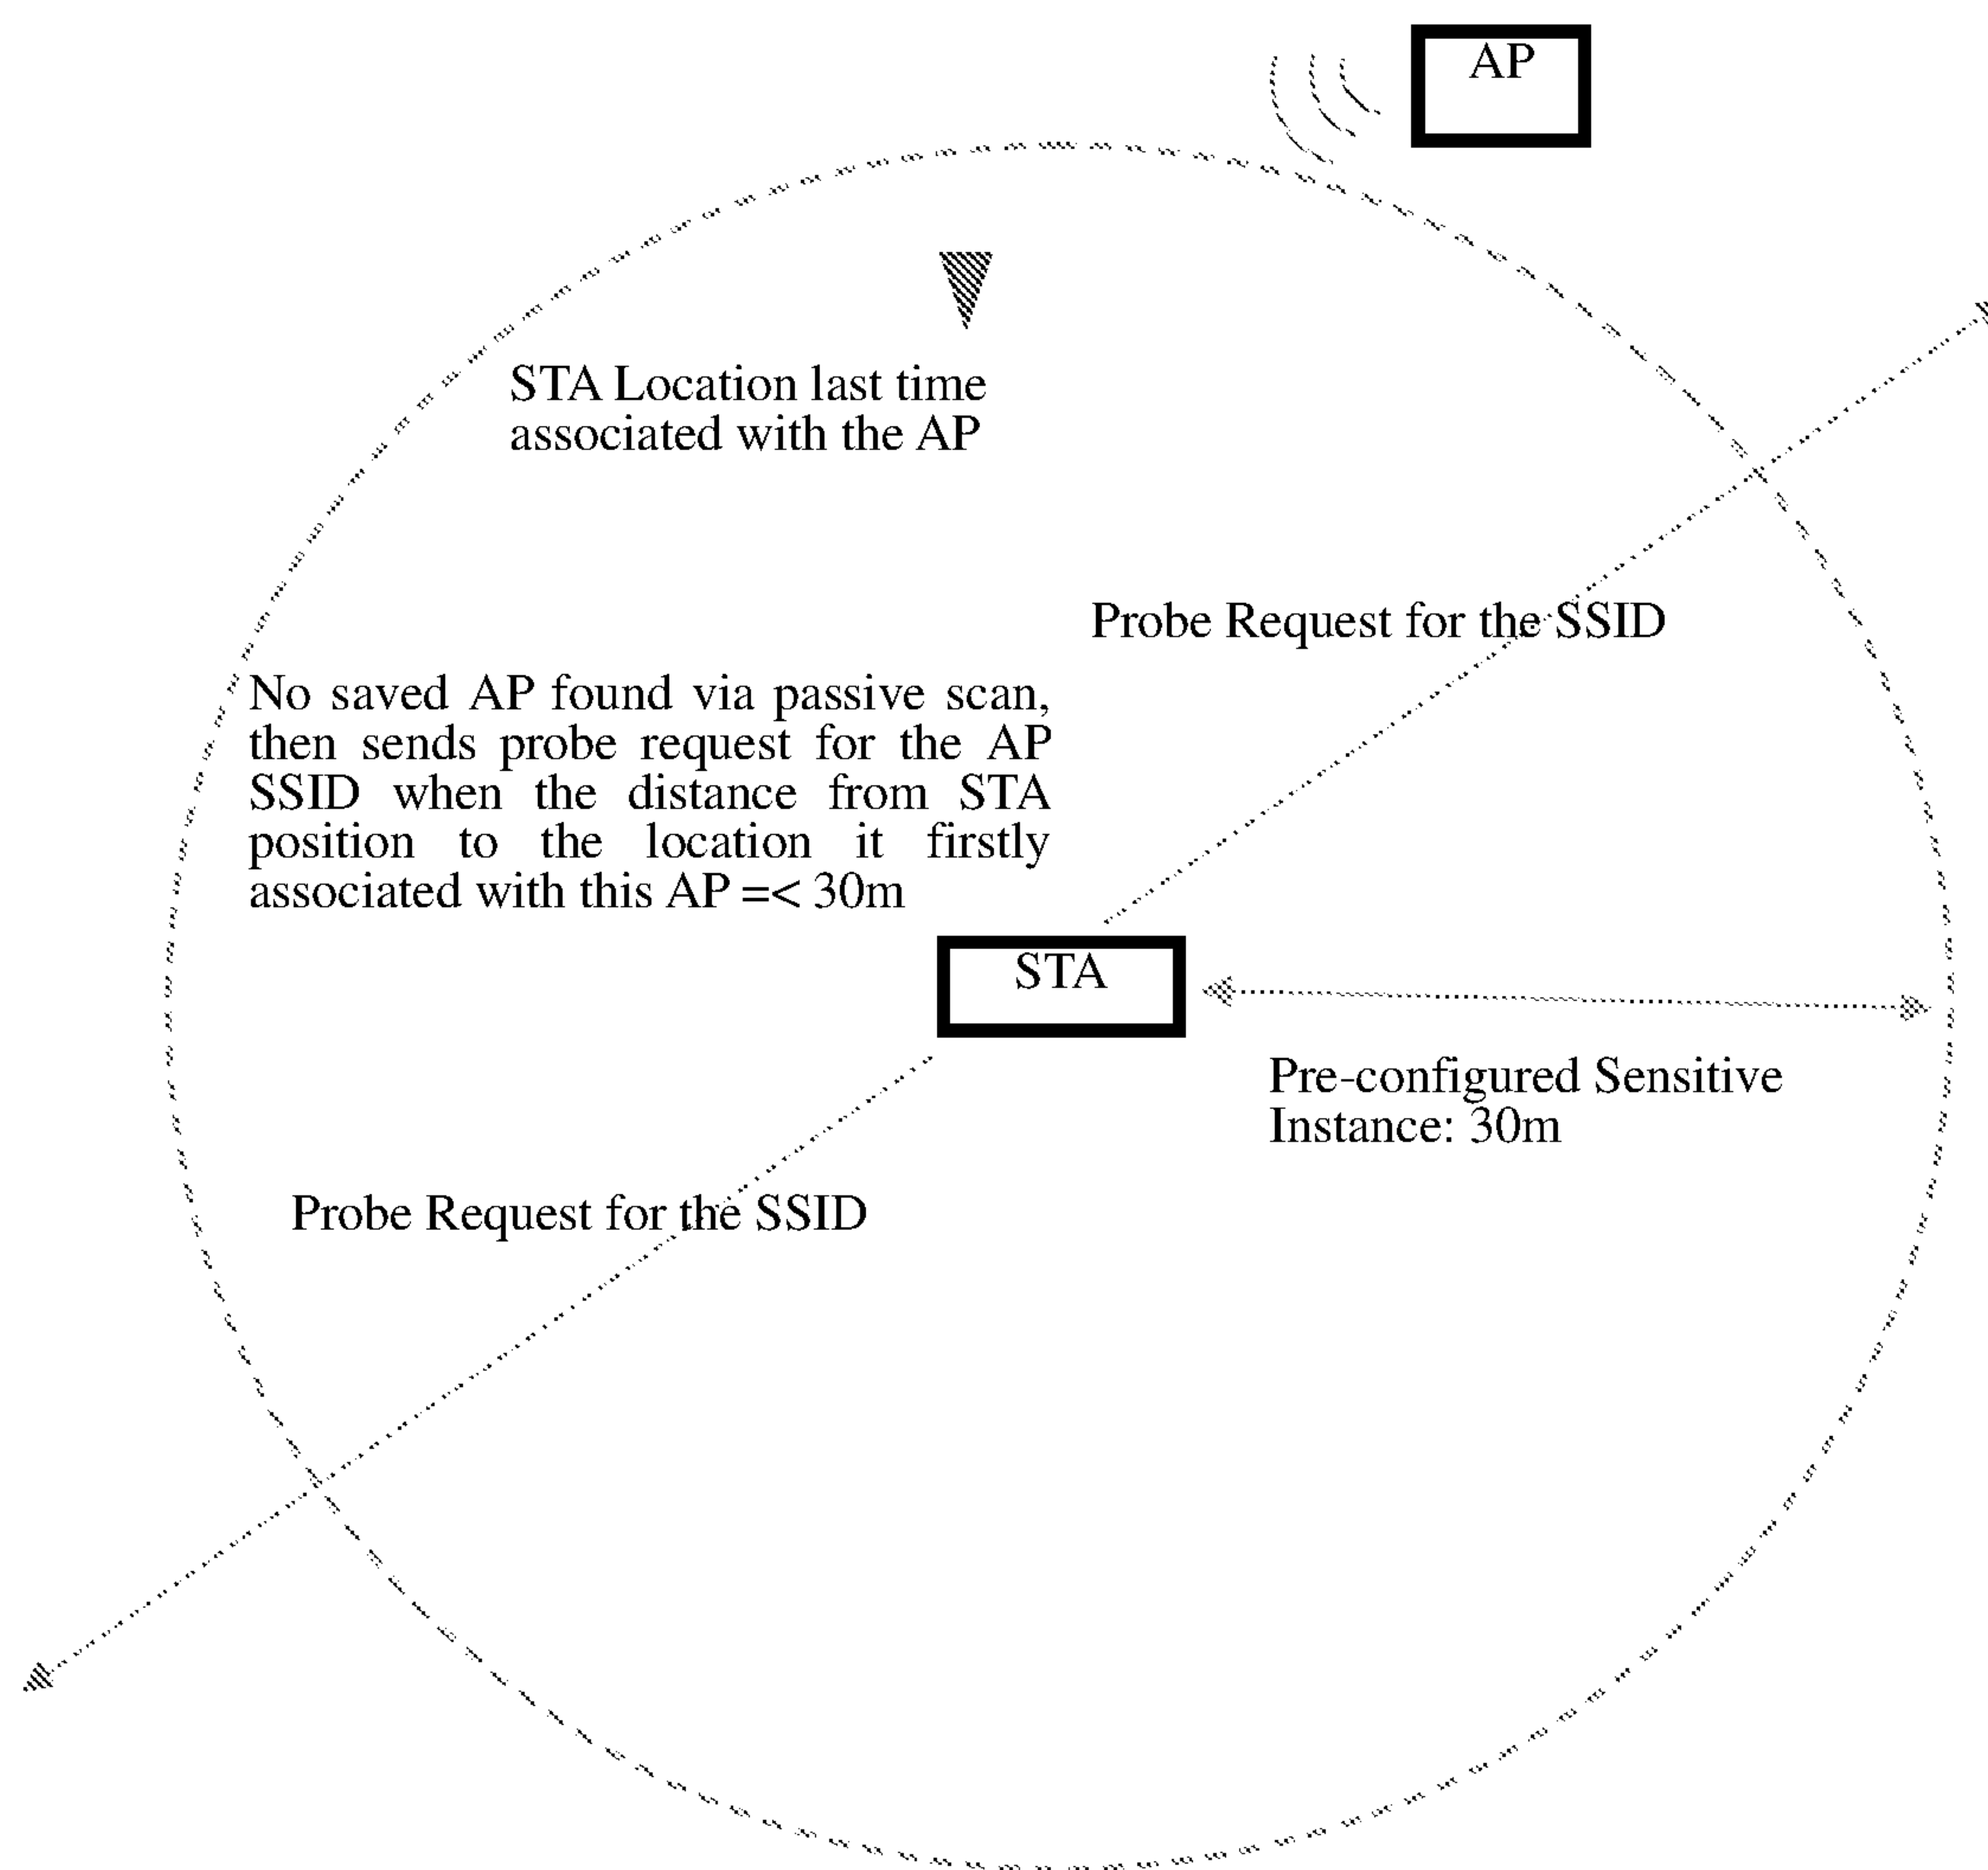 AP
STA Location last time
associated with the AP
Probe Request for the SSID
No saved AP found via passive scan,
then sends probe request for the AP
SSID when the distance from STA
position to the location it firstly
associated with this AP =< 30m
STA
Pre-configured Sensitive
Instance: 30m
Probe Request for the SSID